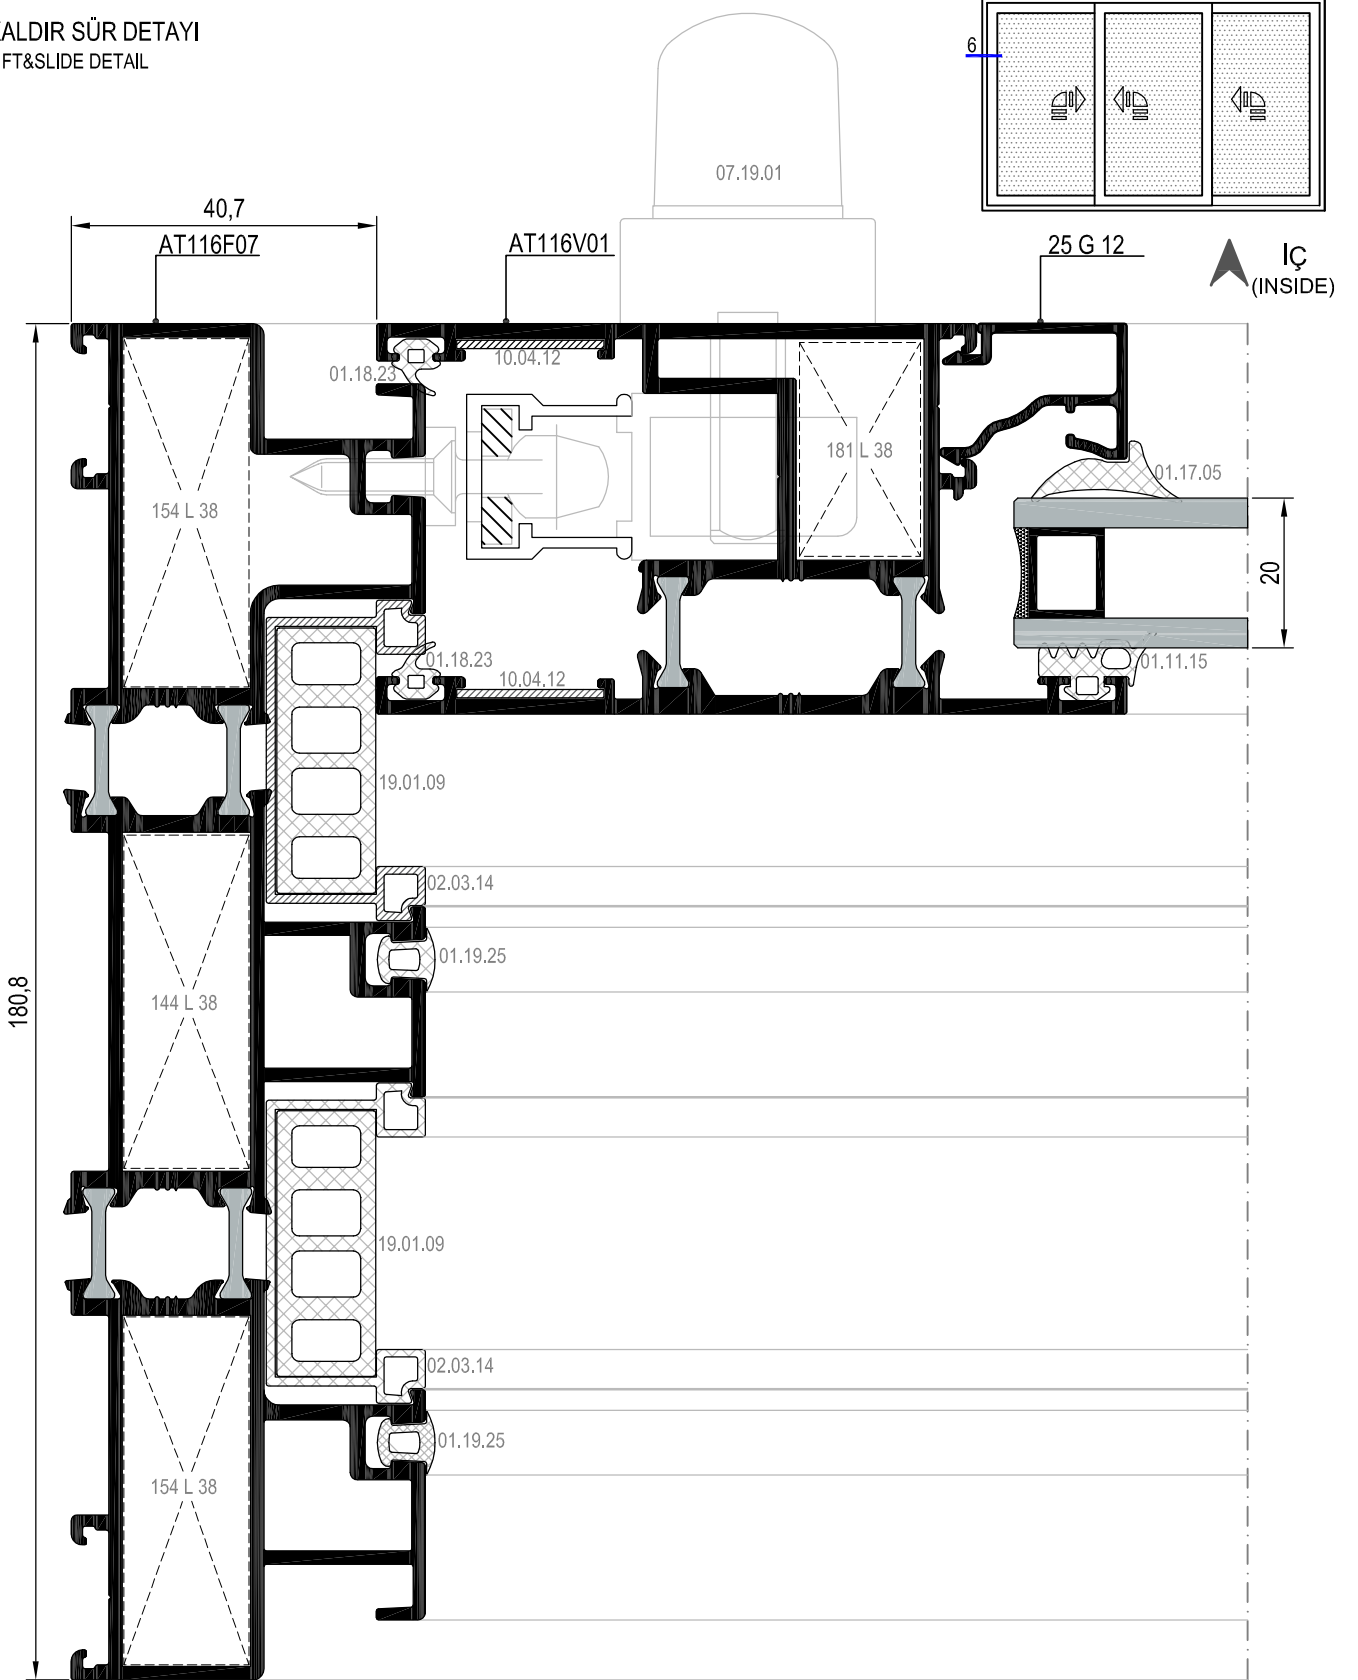 ALDIR SÜR DETAYI
FT&SLIDE DETAIL
6
07.19.01
40,7
AT116F07
AT116V01
25 G 12
IÇ
(INSIDE)
10.04.12
01.18.23
181 L 38
01.17.05
154 L 38
20
01.18.23
01.11.15
10.04.12
19.01.09
02.03.14
01.19.25
180,8
144 L 38
19.01.09
02.03.14
01.19.25
154 L 38